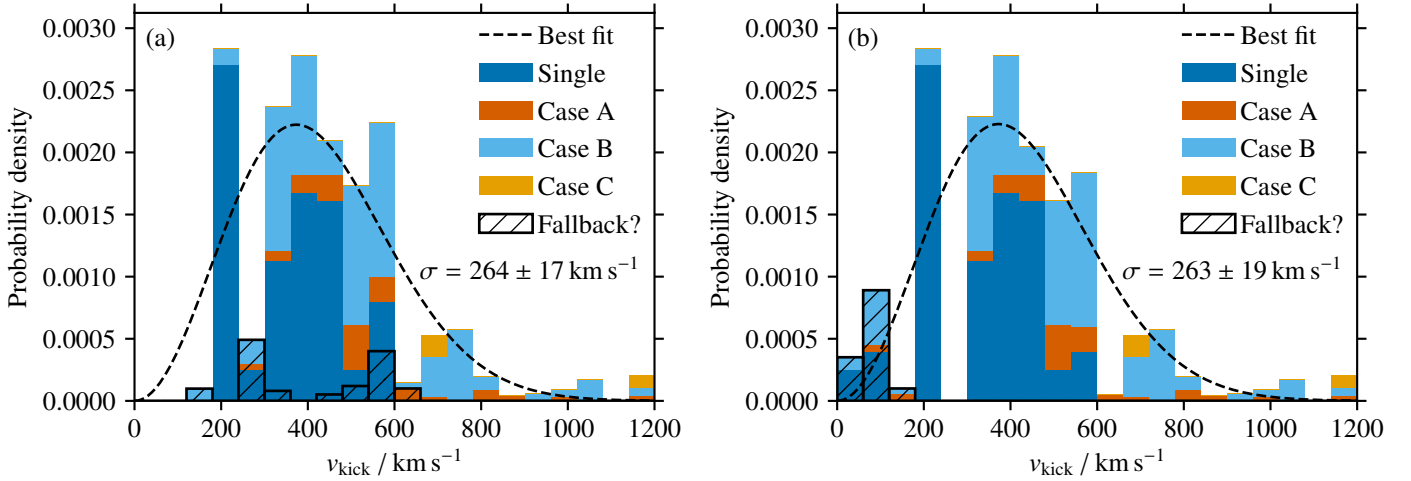 (a)
Best fit
Single
Case A
Case B
Case C
Fallback?
σ = 264 ± 17 km s⁻¹
0.0030
0.0025
0.0020
0.0015
0.0010
0.0005
0.0000
Probability density
0 200 400 600 800 1000 1200
v_kick / km s⁻¹
(b)
Best fit
Single
Case A
Case B
Case C
Fallback?
σ = 263 ± 19 km s⁻¹
0.0030
0.0025
0.0020
0.0015
0.0010
0.0005
0.0000
Probability density
0 200 400 600 800 1000 1200
v_kick / km s⁻¹